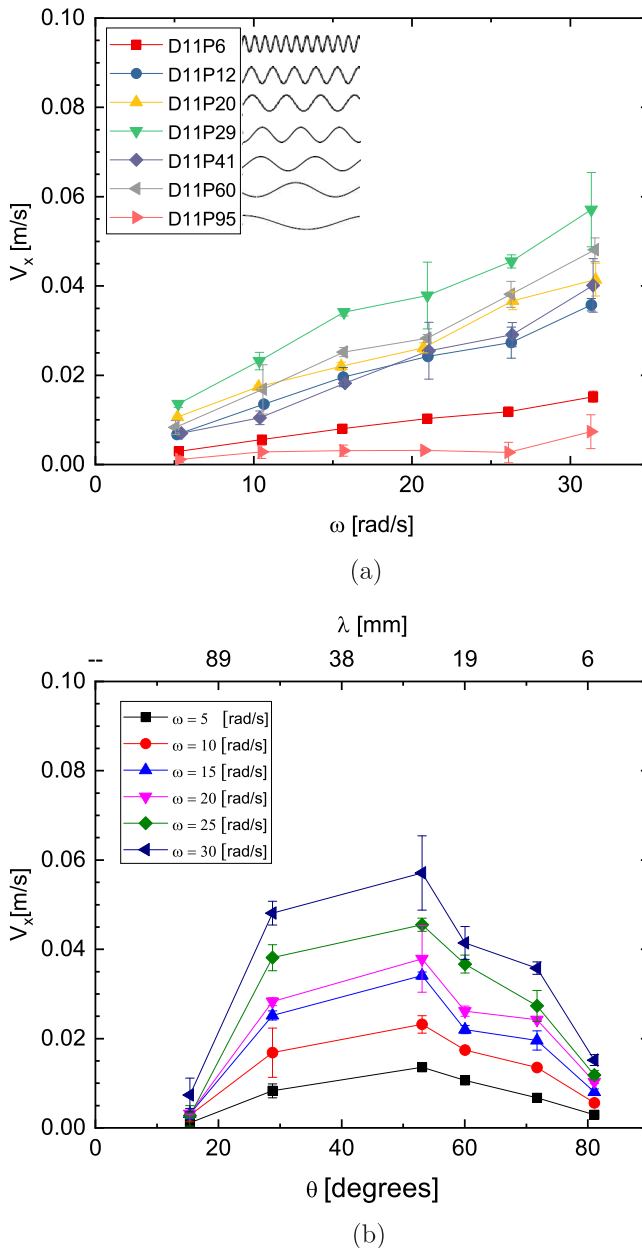 0.10
0.08
0.06
0.04
0.02
0.00
V_x [m/s]
D11P6
D11P12
D11P20
D11P29
D11P41
D11P60
D11P95
0 10 20 30
ω [rad/s]
(a)
λ [mm]
-- 89 38 19 6
0.10
0.08
0.06
0.04
0.02
0.00
V_x[m/s]
ω = 5 [rad/s]
ω = 10 [rad/s]
ω = 15 [rad/s]
ω = 20 [rad/s]
ω = 25 [rad/s]
ω = 30 [rad/s]
0 20 40 60 80
θ [degrees]
(b)